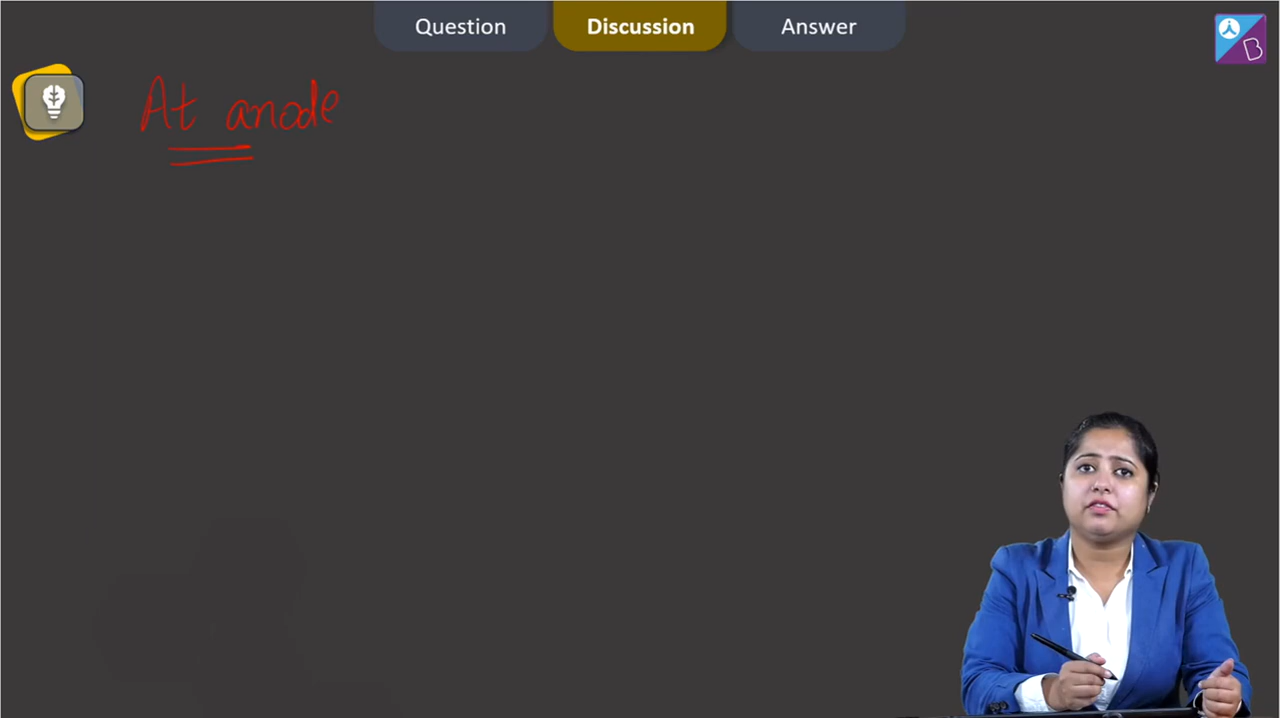 Question
Discussion
Answer
At anode
B